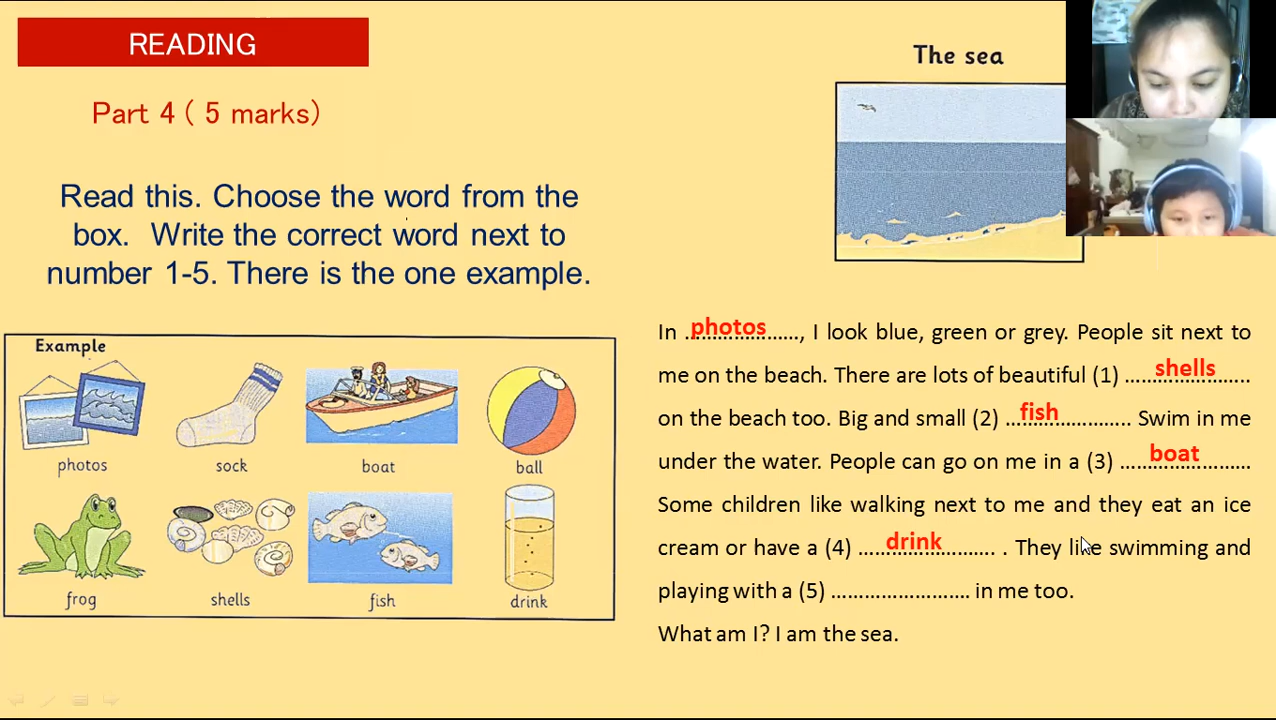 READING
Part 4 ( 5 marks)
Read this. Choose the word from the
box. Write the correct word next to
number 1-5. There is the one example.
Example
photos
sock
boat
ball
frog
shells
fish
drink
The sea
In ..photos............, I look blue, green or grey. People sit next to
me on the beach. There are lots of beautiful (1) ....shells....
on the beach too. Big and small (2) ....fish.... Swim in me
under the water. People can go on me in a (3) ....boat....
Some children like walking next to me and they eat an ice
cream or have a (4) ....drink.... . They like swimming and
playing with a (5) ......................... in me too.
What am I? I am the sea.